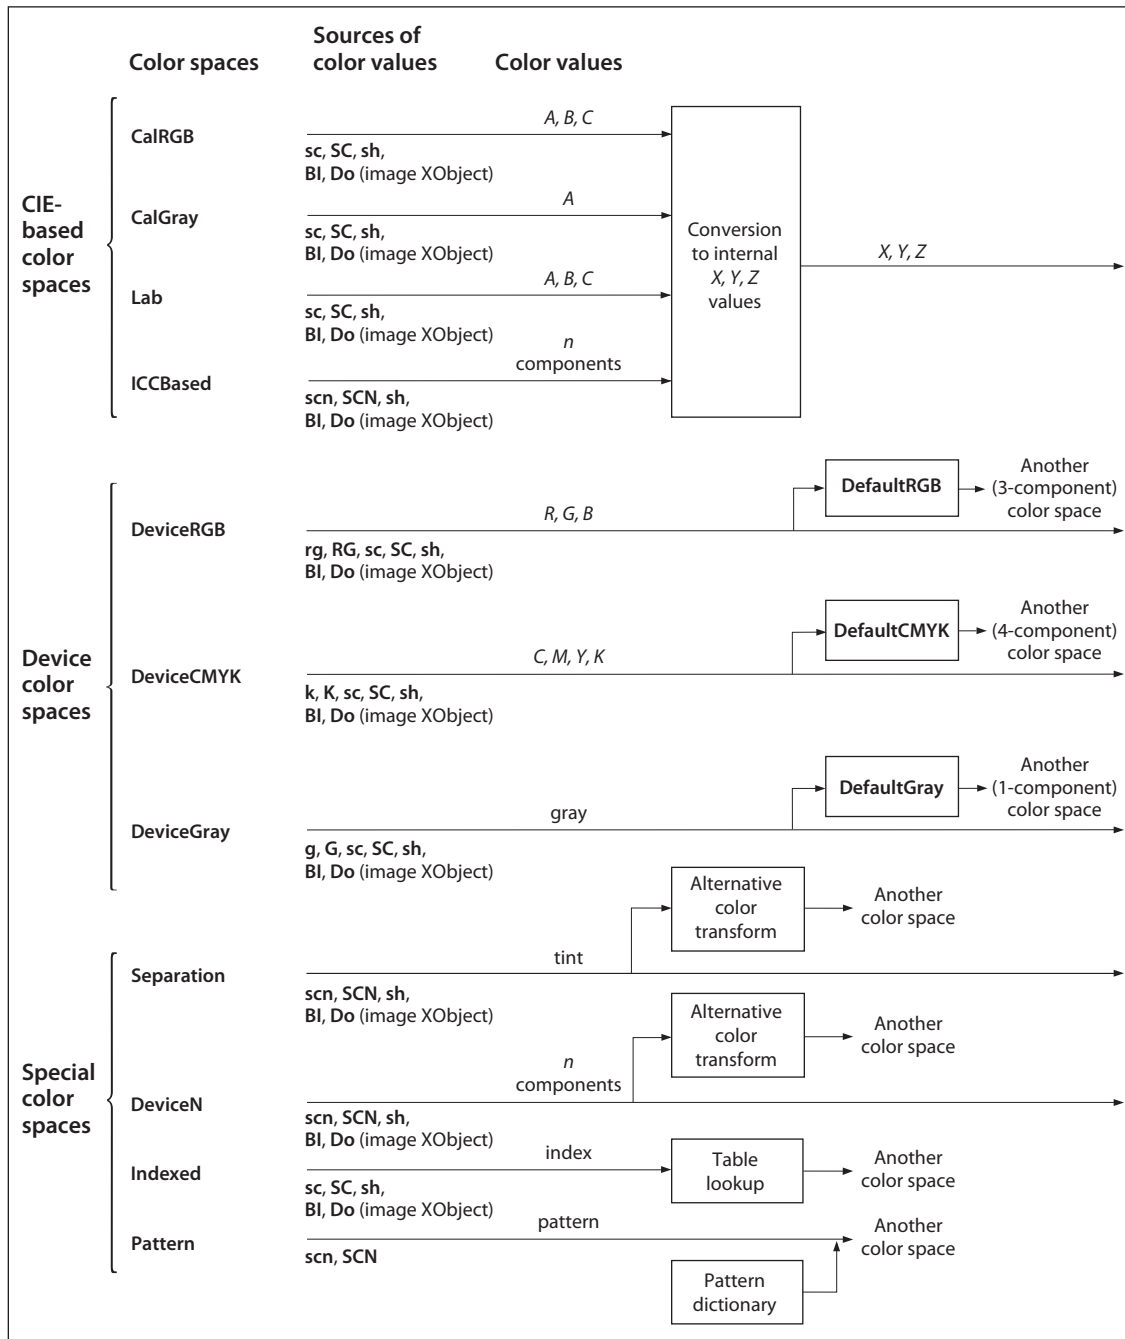 Color spaces
Sources of
color values
Color values
CIE-
based
color
spaces
CalRGB
A, B, C
sc, SC, sh,
BI, Do (image XObject)
CalGray
A
sc, SC, sh,
BI, Do (image XObject)
Lab
A, B, C
sc, SC, sh,
BI, Do (image XObject)
ICCBased
n
components
scn, SCN, sh,
BI, Do (image XObject)
Conversion
to internal
X, Y, Z
values
X, Y, Z
Device
color
spaces
DeviceRGB
R, G, B
rg, RG, sc, SC, sh,
BI, Do (image XObject)
DefaultRGB
Another
(3-component)
color space
DeviceCMYK
C, M, Y, K
k, K, sc, SC, sh,
BI, Do (image XObject)
DefaultCMYK
Another
(4-component)
color space
DeviceGray
gray
g, G, sc, SC, sh,
BI, Do (image XObject)
DefaultGray
Another
(1-component)
color space
Special
color
spaces
Separation
tint
scn, SCN, sh,
BI, Do (image XObject)
Alternative
color
transform
Another
color space
DeviceN
n
components
scn, SCN, sh,
BI, Do (image XObject)
Alternative
color
transform
Another
color space
Indexed
index
sc, SC, sh,
BI, Do (image XObject)
Table
lookup
Another
color space
Pattern
pattern
scn, SCN
Pattern
dictionary
Another
color space